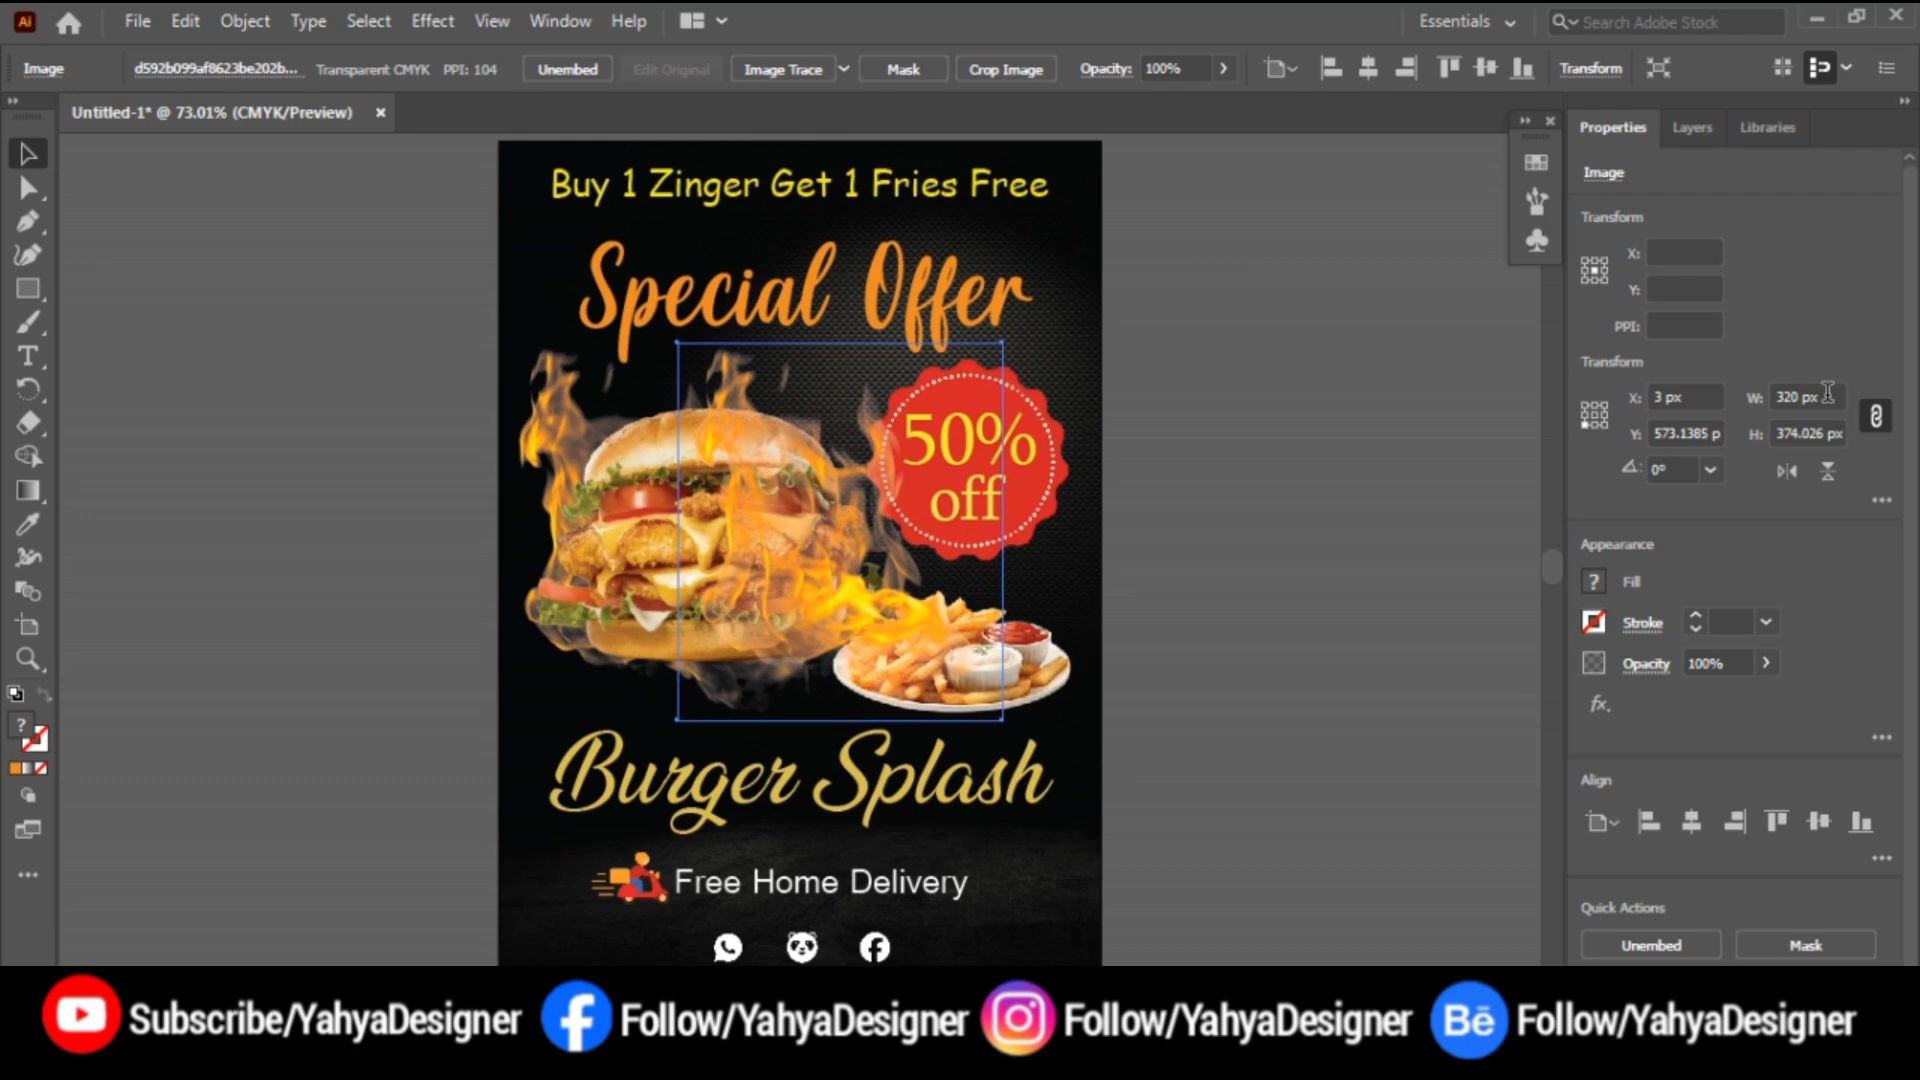 Ai File Edit Object Type Select Effect View Window Help Essentials Search Adobe Stock
Image d592b099af8623be202b... Transparent CMYK PPI: 104 Unembed Edit Original Image Trace Mask Crop Image Opacity: 100% Transform
Untitled-1* @ 73.01% (CMYK/Preview)
Properties Layers Libraries
Image
Transform
X:
Y:
PPI:
Transform
X: 3 px W: 320 px
Y: 573.1385 p H: 374.026 px
0°
Appearance
? Fill
Stroke
Opacity 100%
fx.
Align
Quick Actions
Unembed Mask
T
?
Buy 1 Zinger Get 1 Fries Free
Special Offer
50%
off
Burger Splash
Free Home Delivery
Subscribe/YahyaDesigner Follow/YahyaDesigner Follow/YahyaDesigner Bē Follow/YahyaDesigner